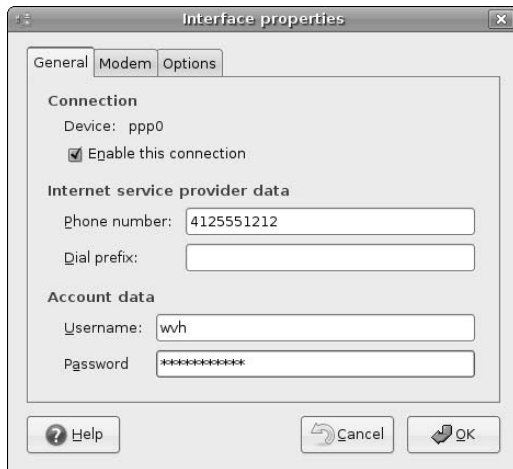 Interface properties
General Modem Options
Connection
Device: ppp0
Enable this connection
Internet service provider data
Phone number: 4125551212
Dial prefix:
Account data
Username: wvh
Password ***********
Help Cancel OK